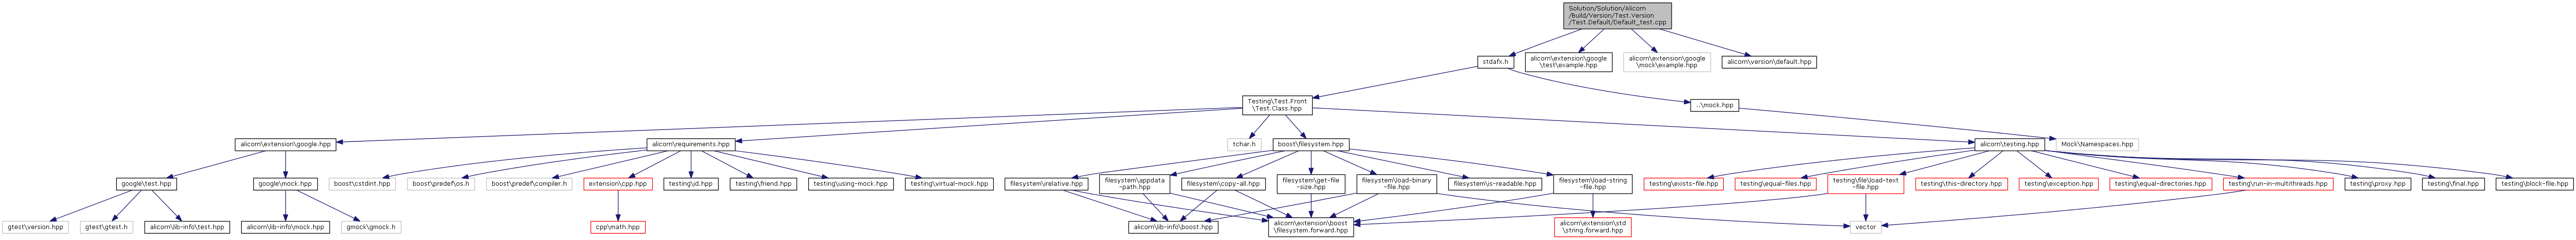 Solution/Solution/Alicorn
/Build/Version/Test.Version
/Test.Default/Default_test.cpp
stdafx.h
alicorn\extension\google
\test\example.hpp
alicorn\extension\google
\mock\example.hpp
alicorn\version\default.hpp
Testing\Test.Front
\Test.Class.hpp
...\mock.hpp
alicorn\extension\google.hpp
alicorn\requirements.hpp
tchar.h
boost\filesystem.hpp
alicorn\testing.hpp
Mock\Namespaces.hpp
google\test.hpp
google\mock.hpp
boost\cstdint.hpp
boost\predef\os.h
boost\predef\compiler.h
extension\cpp.hpp
testing\id.hpp
testing\friend.hpp
testing\using-mock.hpp
testing\virtual-mock.hpp
filesystem\relative.hpp
filesystem\appdata
-path.hpp
filesystem\copy-all.hpp
filesystem\get-file
-size.hpp
filesystem\load-binary
-file.hpp
filesystem\is-readable.hpp
filesystem\load-string
-file.hpp
testing\exists-file.hpp
testing\equal-files.hpp
testing\file\load-text
-file.hpp
testing\this-directory.hpp
testing\exception.hpp
testing\equal-directories.hpp
testing\run-in-multithreads.hpp
testing\proxy.hpp
testing\final.hpp
testing\block-file.hpp
gtest\version.hpp
gtest\gtest.h
alicorn\lib-info\test.hpp
alicorn\lib-info\mock.hpp
gmock\gmock.h
cpp\math.hpp
alicorn\lib-info\boost.hpp
alicorn\extension\boost
\filesystem.forward.hpp
alicorn\extension\std
\string.forward.hpp
vector